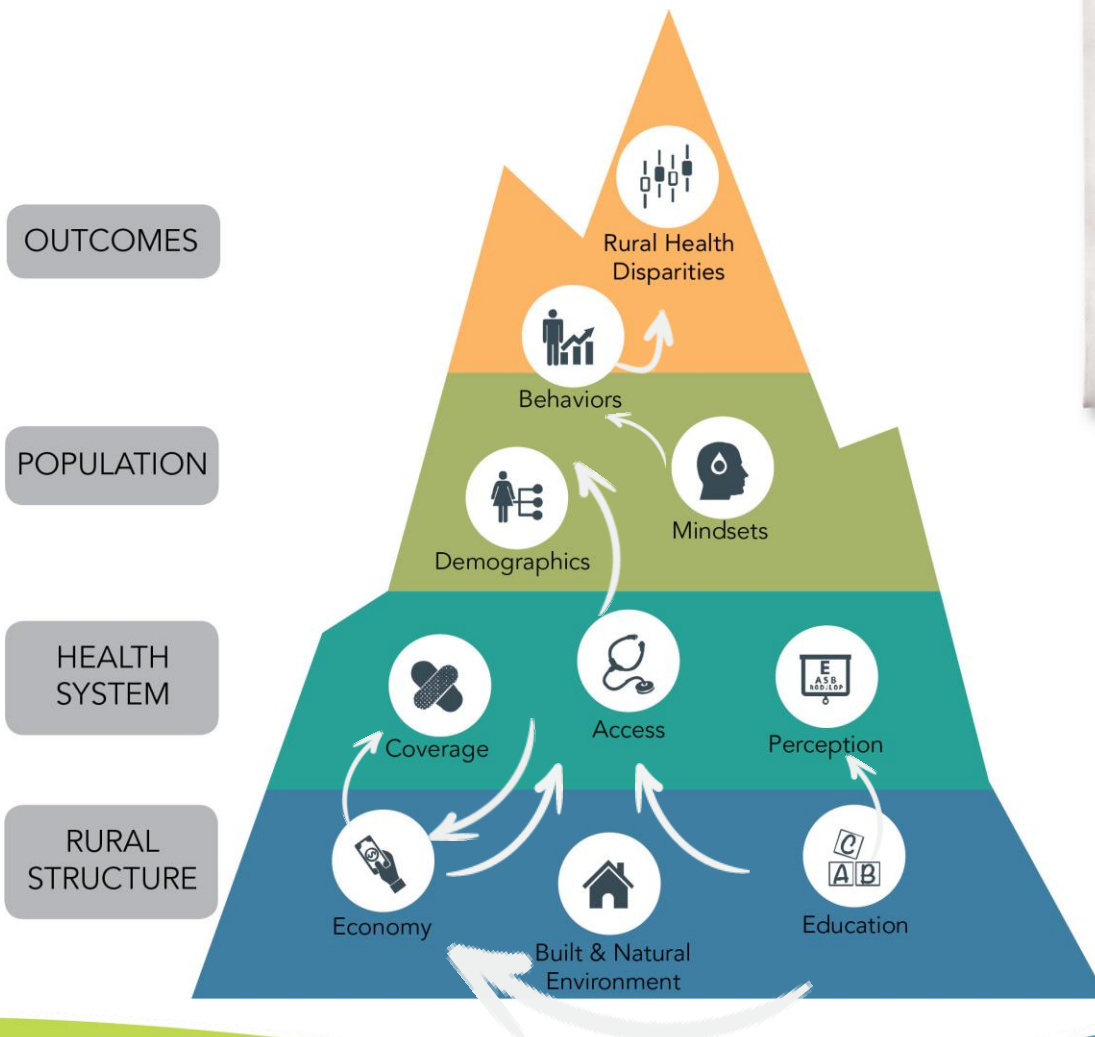 OUTCOMES
Rural Health
Disparities
Behaviors
POPULATION
Mindsets
Demographics
HEALTH
SYSTEM
Coverage
Access
E
ASB
Perception
RURAL
STRUCTURE
C
A B
Economy
Built & Natural
Environment
Education